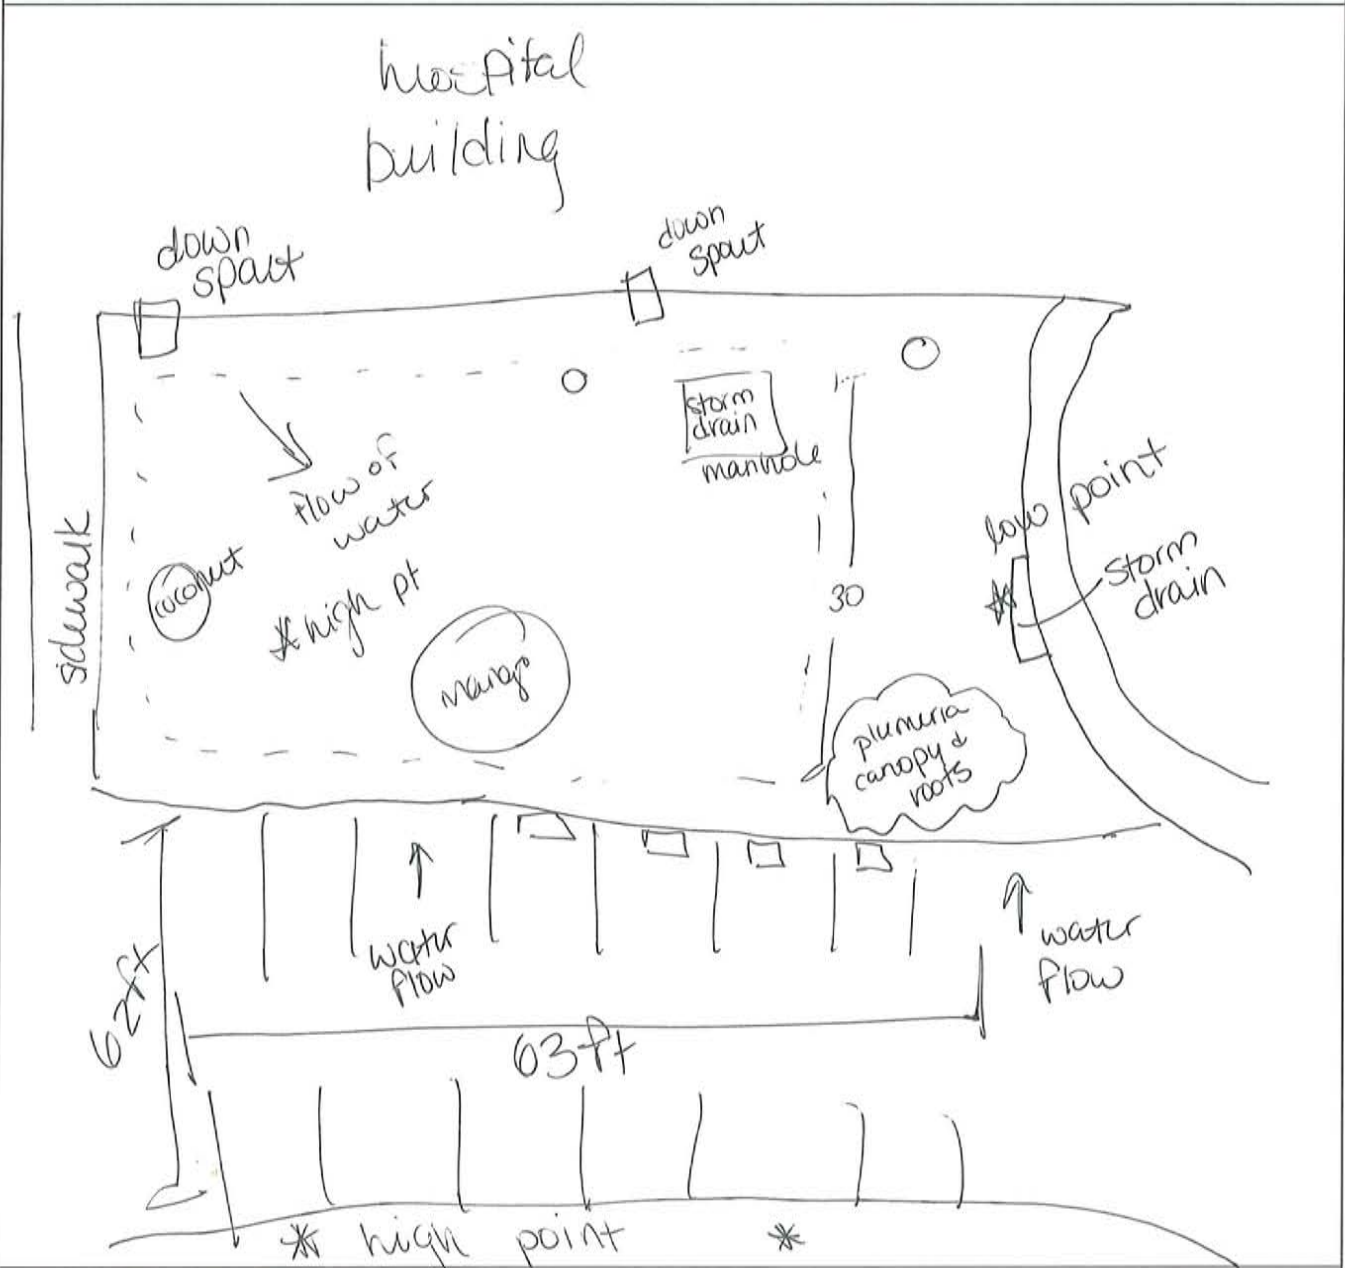 hospital
building
down
spout
down
spout
storm
drain
manhole
flow of
water
low point
storm
drain
sidewalk
coconut
* high pt
30
mango
plumeria
canopy &
roots
water
flow
water
flow
62ft
63ft
* high point *